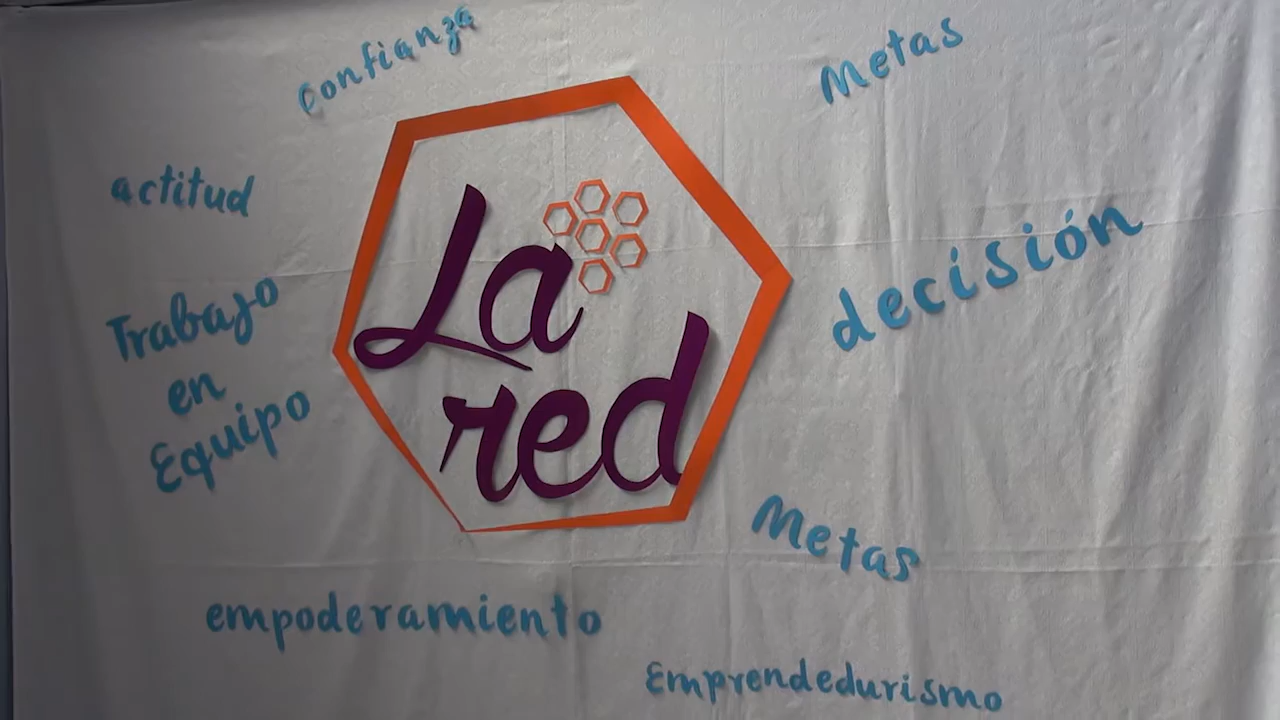 confianza
Metas
actitud
decisión
La
red
Trabajo
en
Equipo
Metas
empoderamiento
Emprendedurismo